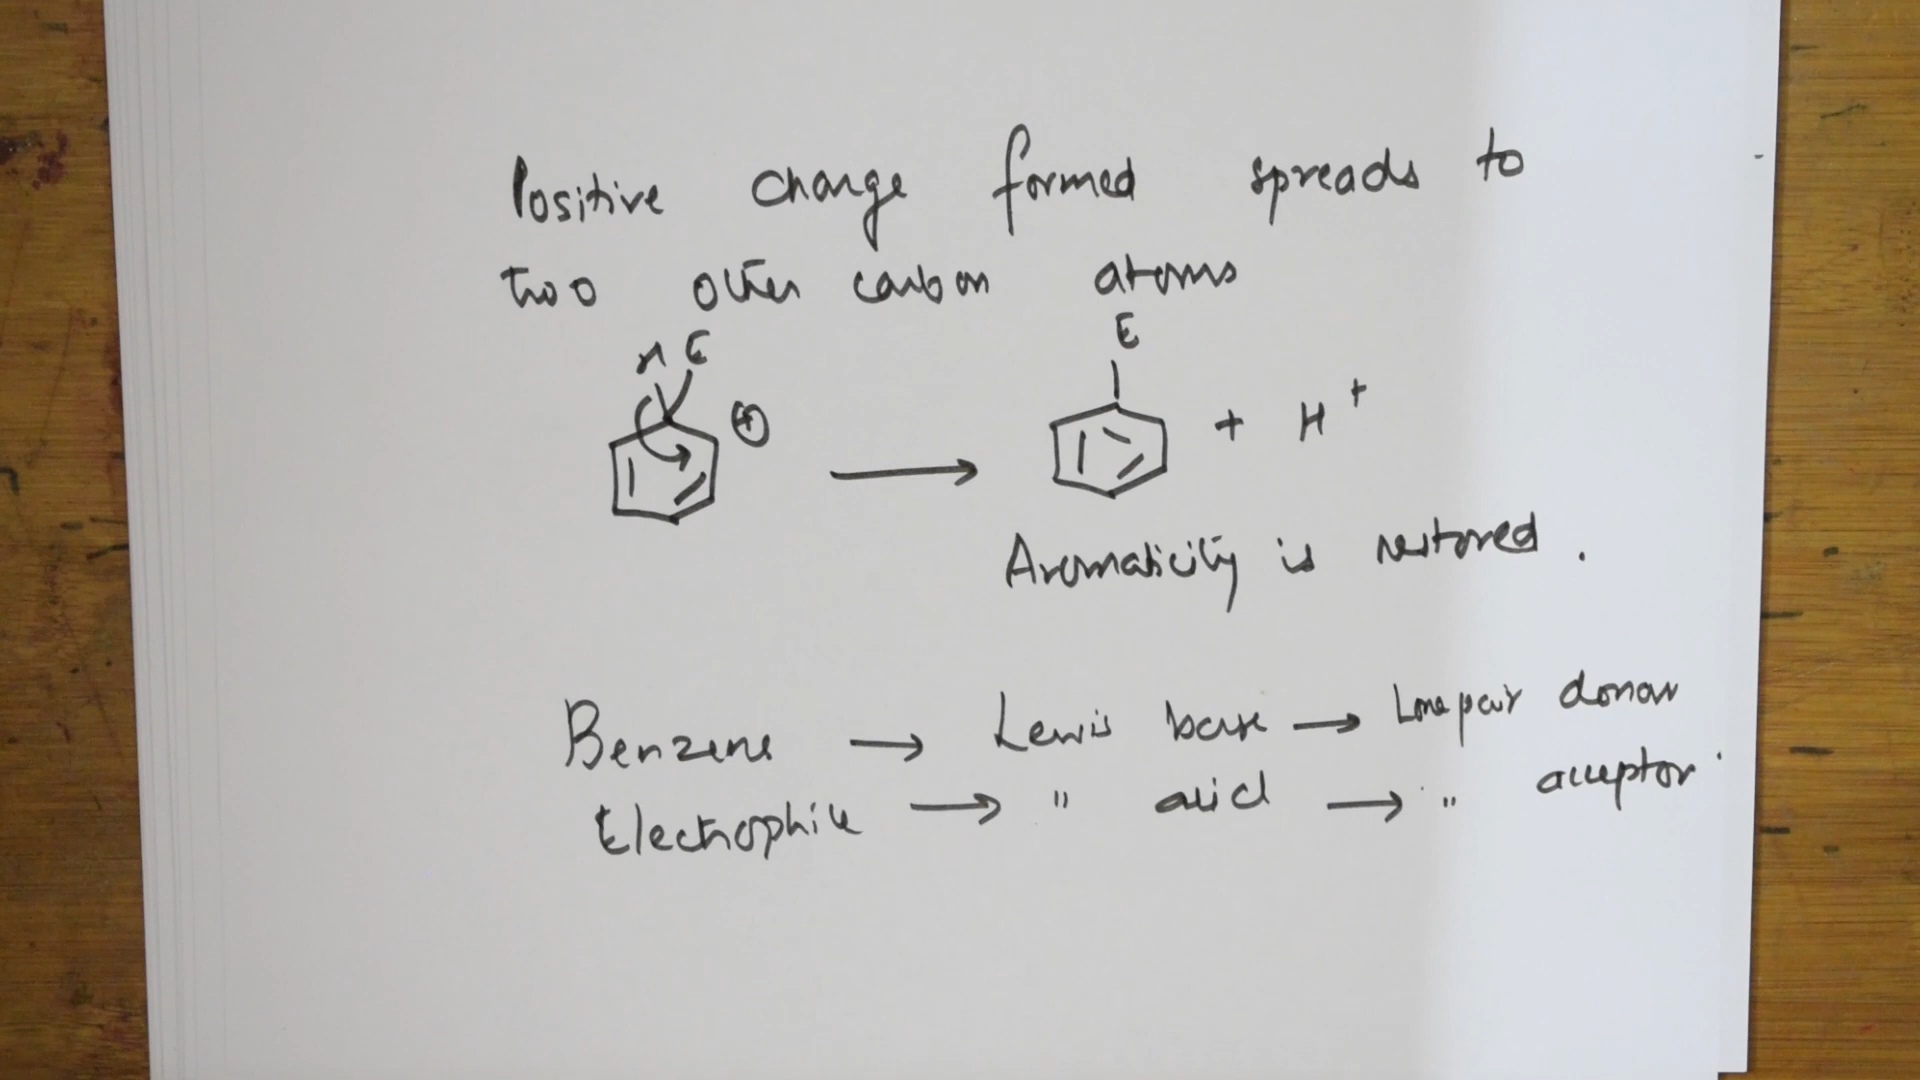 Positive charge formed spreads to
two other carbon atoms
H E
⊕
E
+ H⁺
Aromaticity is restored.
Benzene → Lewis base → Lone pair donor
Electrophile → " acid → " acceptor.